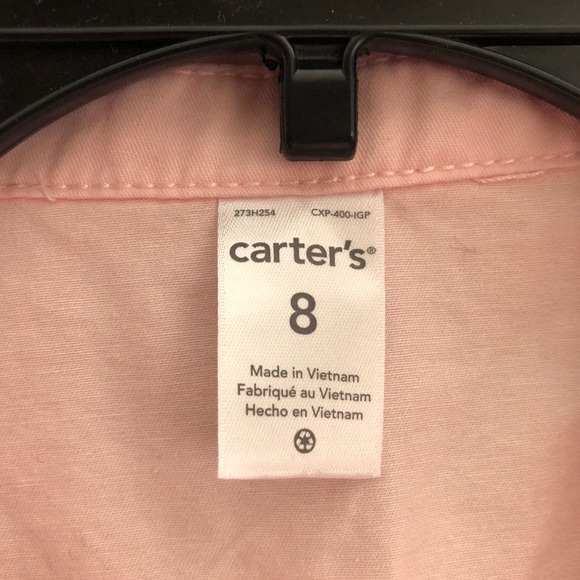 273H254 CXP-400-IGP
carter's®
8
Made in Vietnam
Fabriqué au Vietnam
Hecho en Vietnam